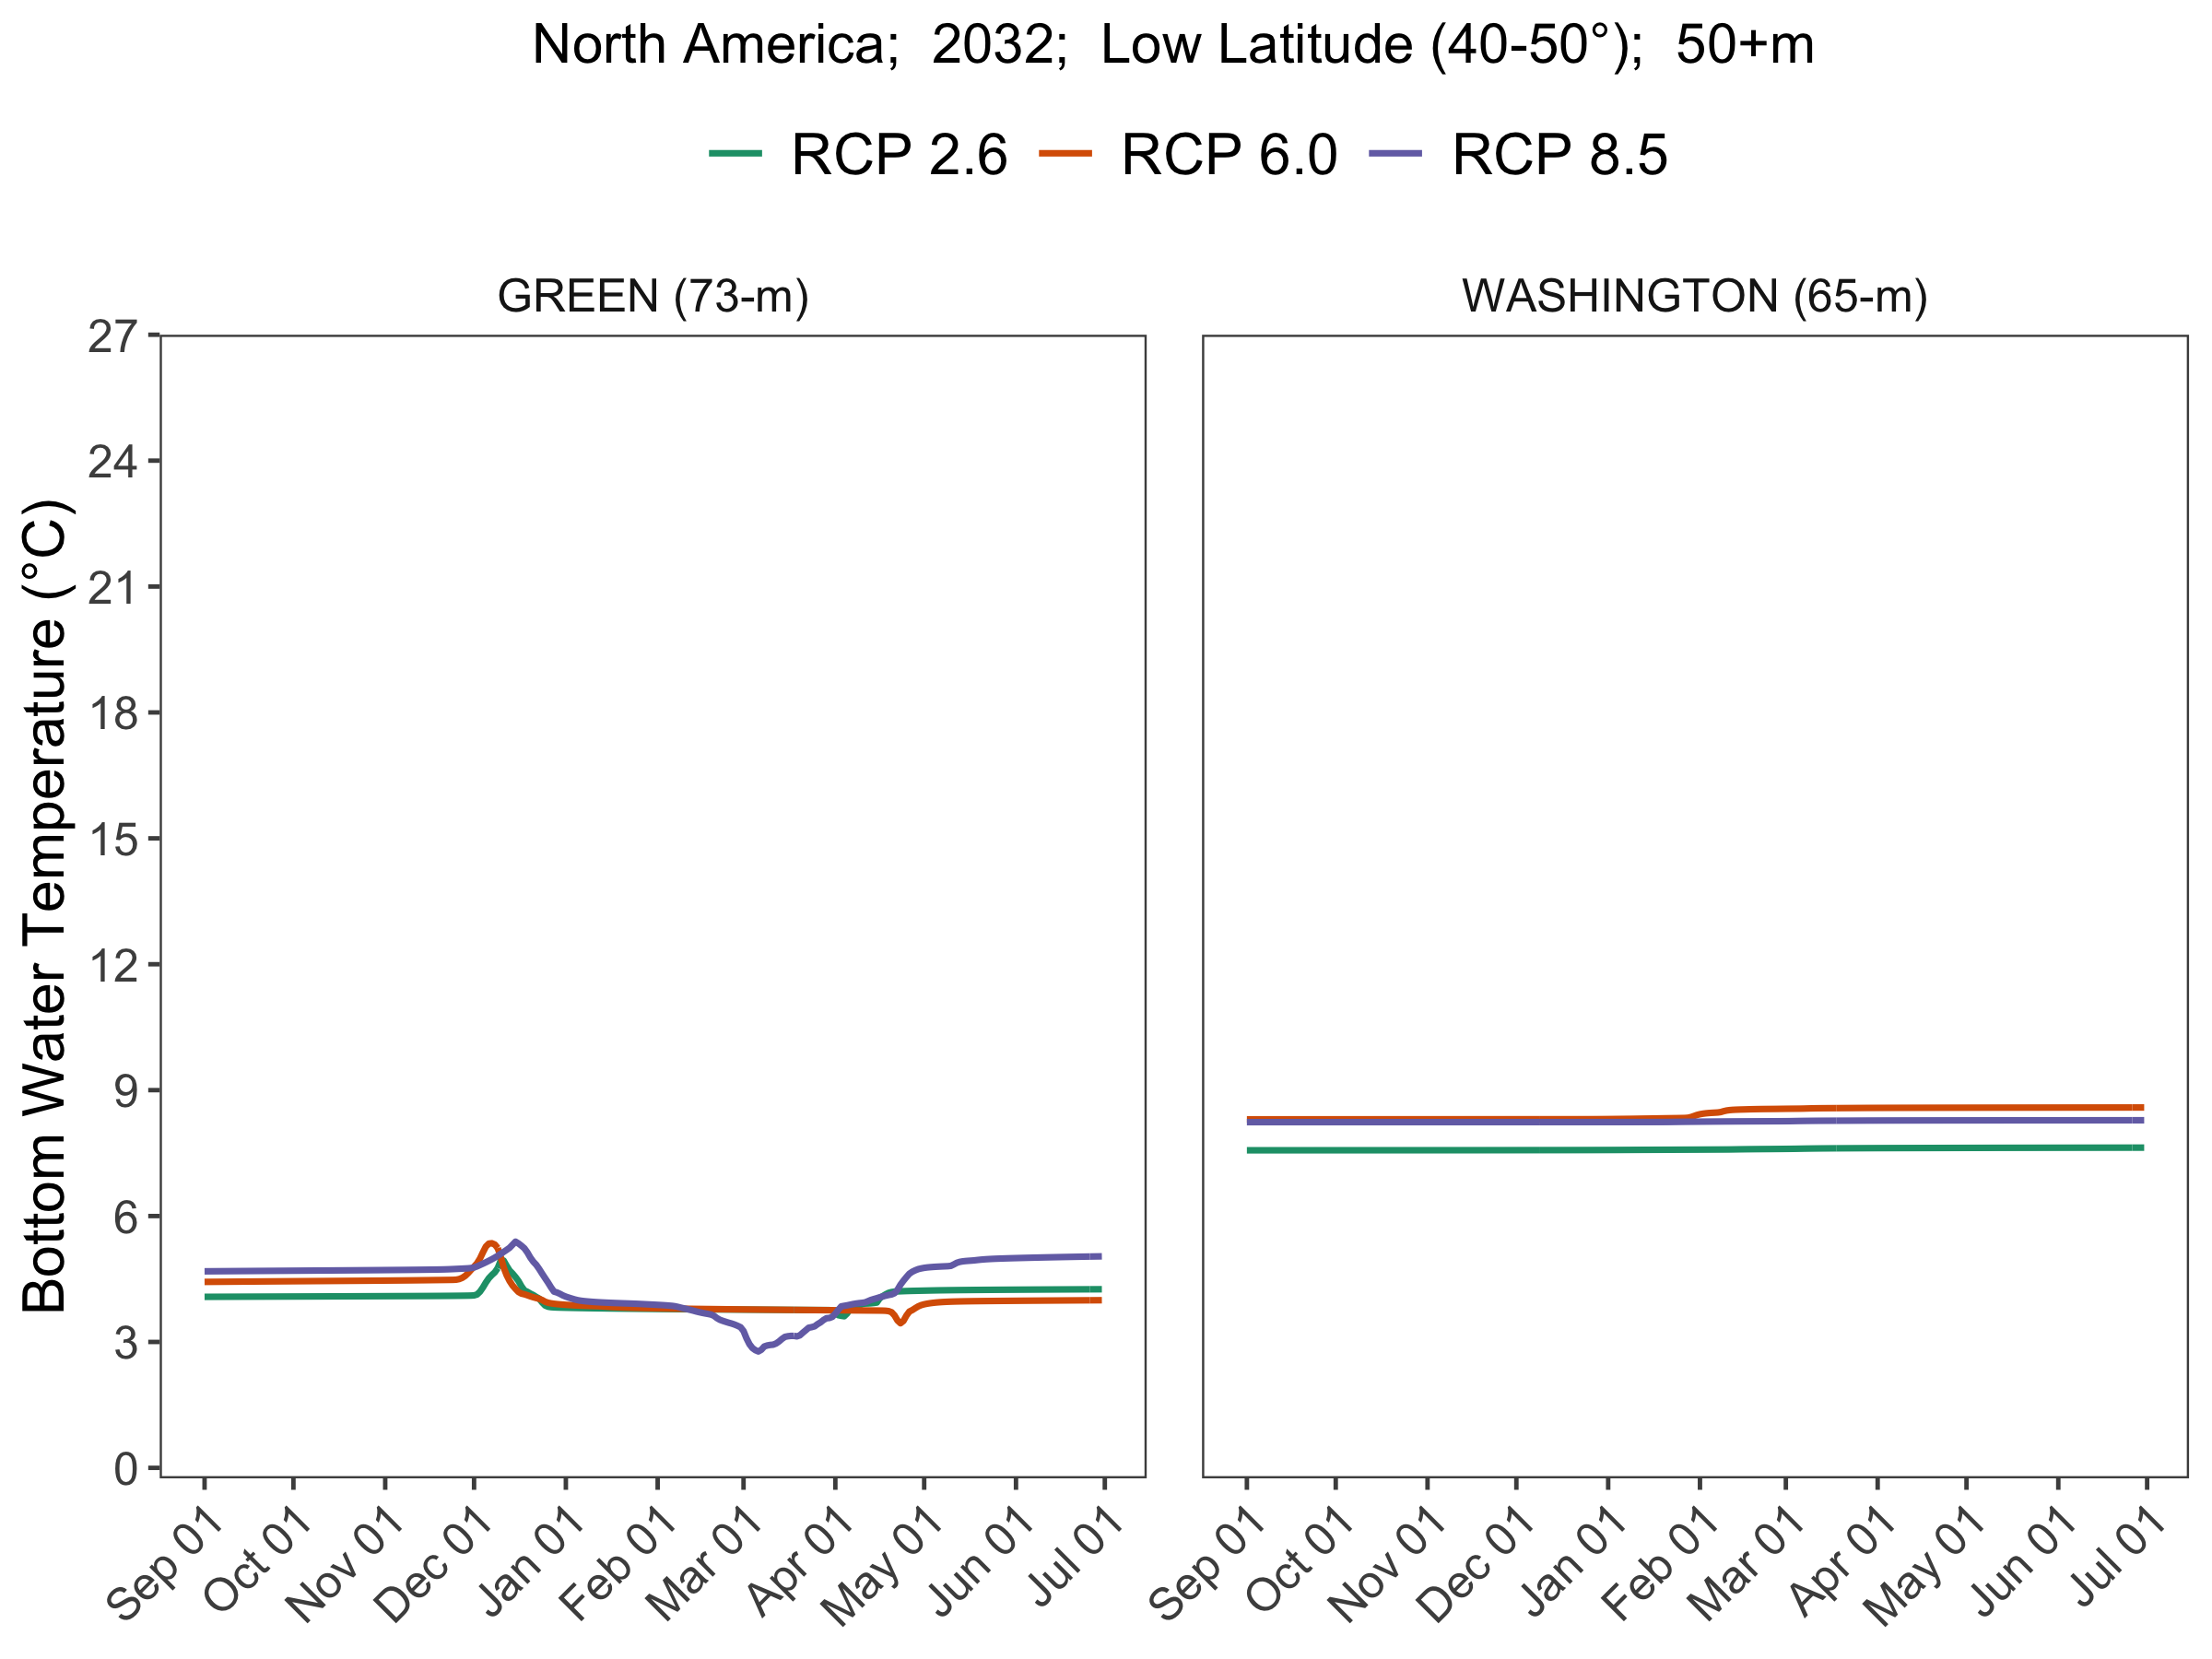 North America;  2032;  Low Latitude (40-50°);  50+m
RCP 2.6 RCP 6.0 RCP 8.5
GREEN (73-m) WASHINGTON (65-m)
Bottom Water Temperature (°C)
27
24
21
18
15
12
9
6
3
0
Sep 01 Oct 01 Nov 01 Dec 01 Jan 01 Feb 01 Mar 01 Apr 01 May 01 Jun 01 Jul 01 Sep 01 Oct 01 Nov 01 Dec 01 Jan 01 Feb 01 Mar 01 Apr 01 May 01 Jun 01 Jul 01